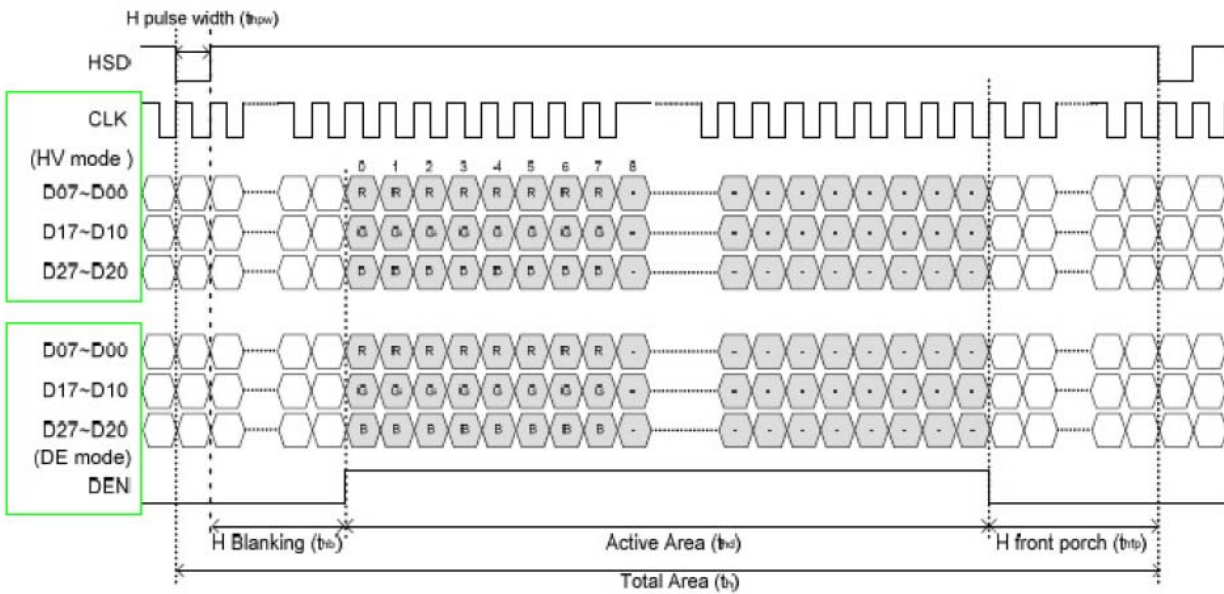 H pulse width (thpw)
HSD
CLK
(HV mode )
0 1 2 3 4 5 6 7 8
D07~D00 R R R R R R R R - - - - - - - - -
D17~D10 G G G G G G G G - - - - - - - - -
D27~D20 B B B B B B B B - - - - - - - - -
D07~D00 R R R R R R R R - - - - - - - - -
D17~D10 G G G G G G G G - - - - - - - - -
D27~D20 B B B B B B B B - - - - - - - - -
(DE mode)
DEN
H Blanking (thb) Active Area (thd) H front porch (thfp)
Total Area (th)